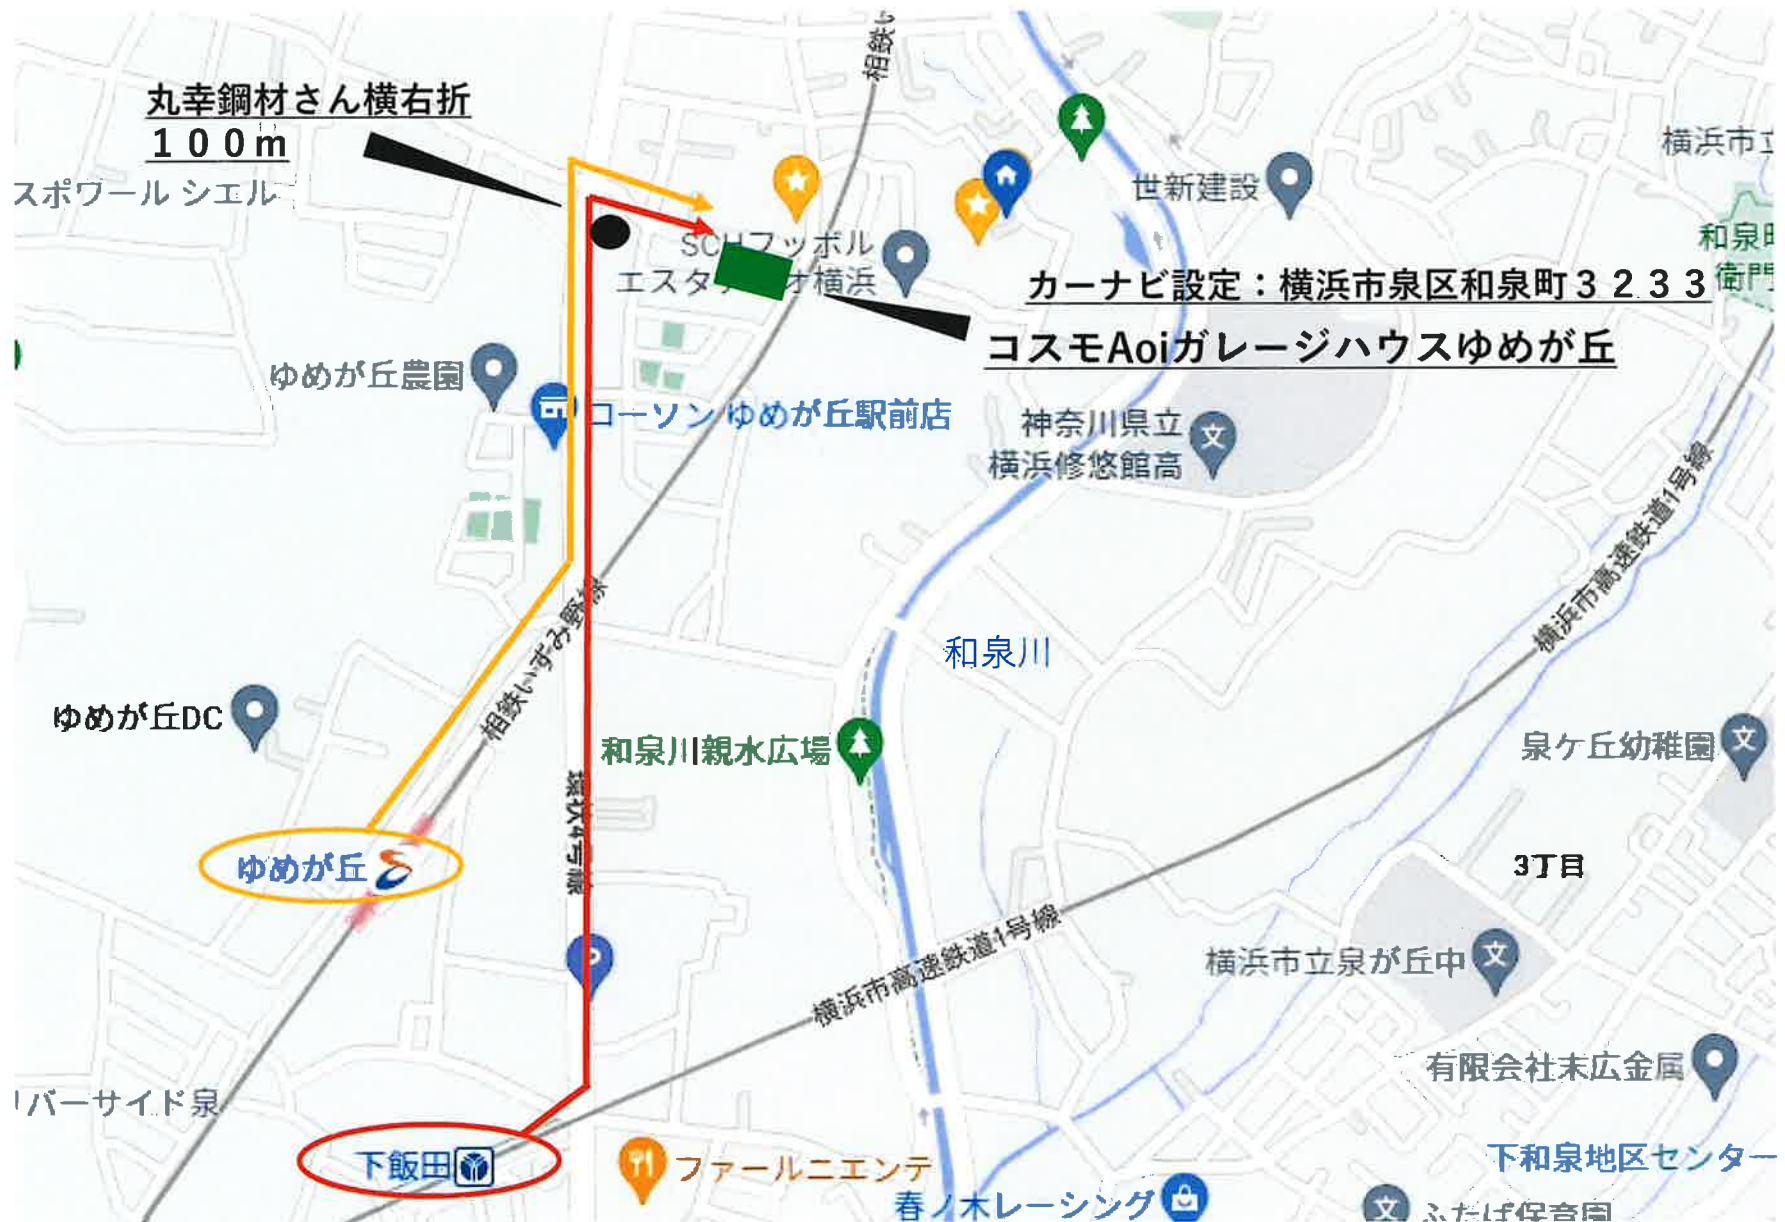 相鉄い
丸幸鋼材さん横右折
１００ｍ
スポワール シエル
世新建設
横浜市立
和泉町
衛門
SCHフッボル
エスタ
オ横浜
カーナビ設定：横浜市泉区和泉町３２３３
コスモAoiガレージハウスゆめが丘
ゆめが丘農園
ローソン ゆめが丘駅前店
神奈川県立
横浜修悠館高
文
横浜市高速鉄道1号線
相鉄いずみ野線
和泉川
ゆめが丘DC
和泉川親水広場
泉ケ丘幼稚園
文
環状4号線
ゆめが丘
3丁目
横浜市高速鉄道1号線
横浜市立泉が丘中
文
有限会社末広金属
リバーサイド泉
下飯田
ファールニエンテ
下和泉地区センター
春ノ木レーシング
文
ふたば保育園